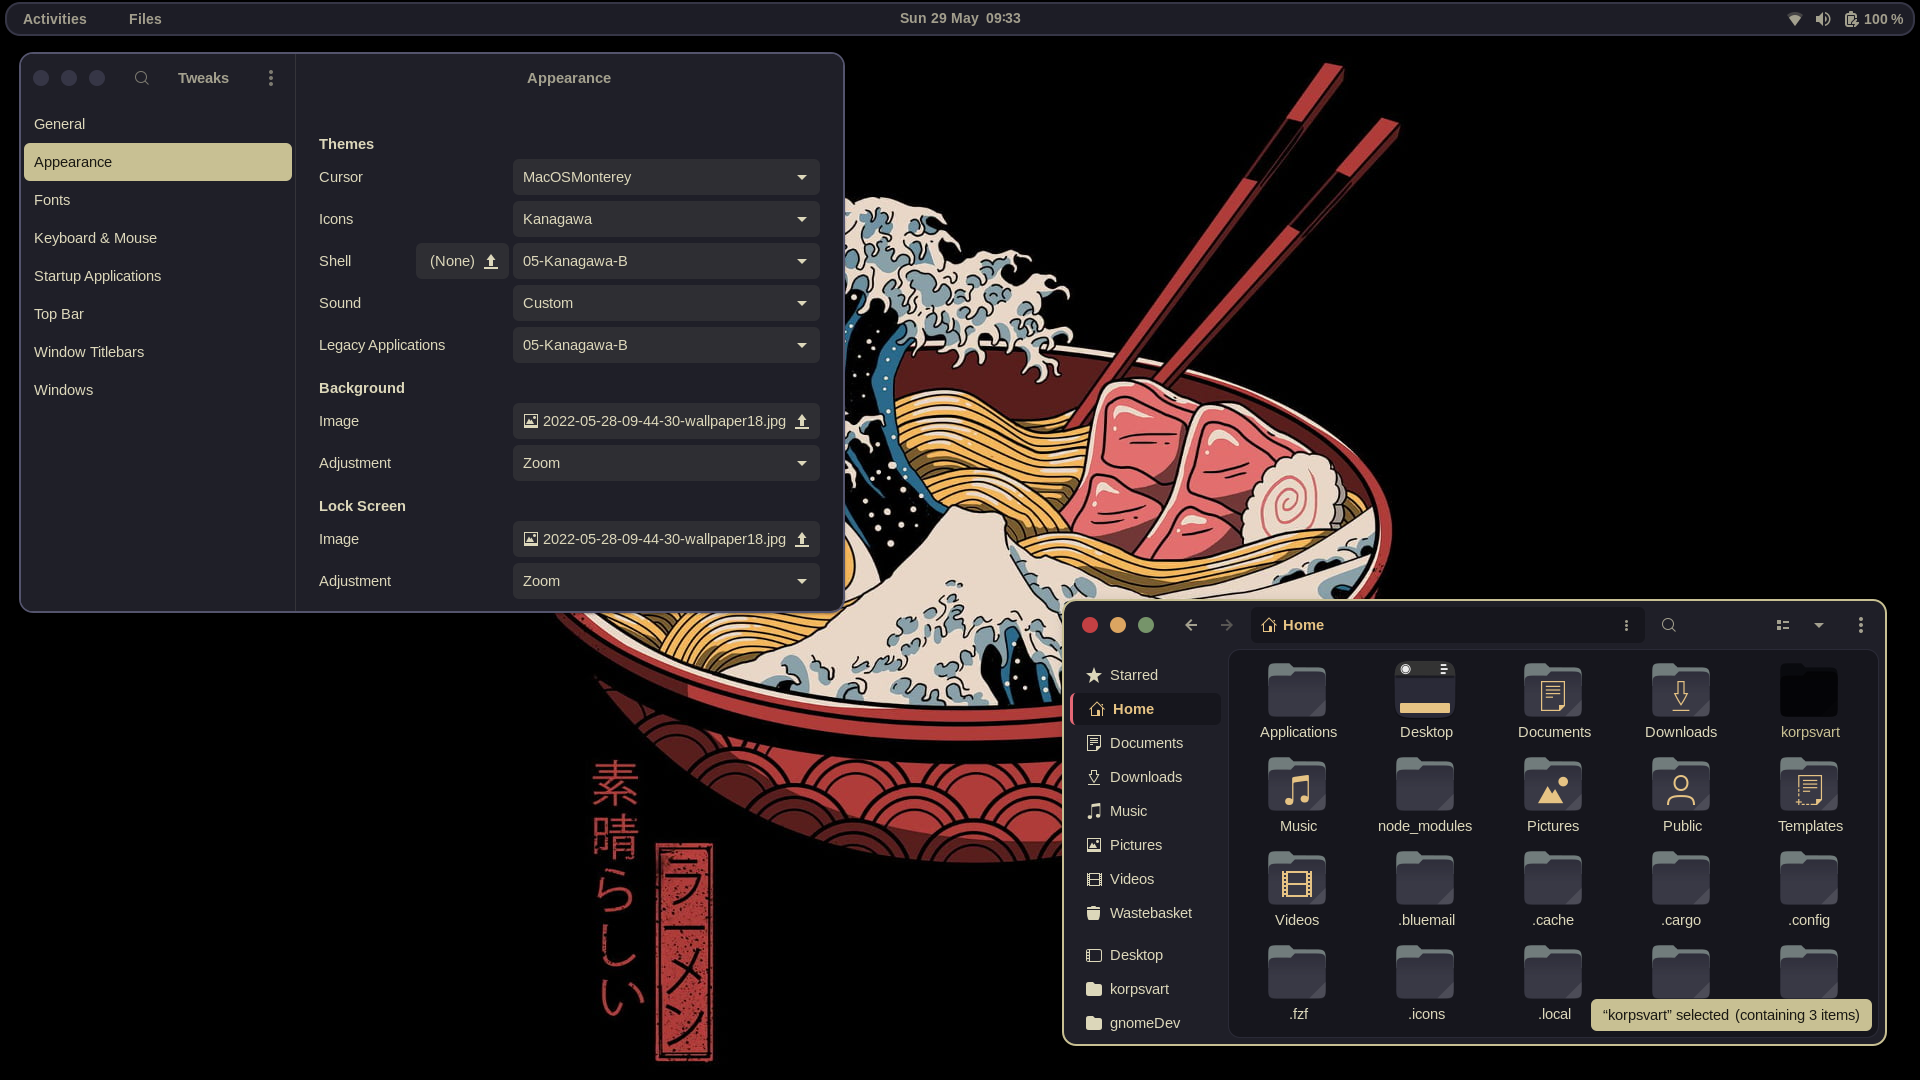 Activities
Files
Sun 29 May 09:33
100 %
Tweaks
Appearance
General
Appearance
Fonts
Keyboard & Mouse
Startup Applications
Top Bar
Window Titlebars
Windows
Themes
Cursor
MacOSMonterey
Icons
Kanagawa
Shell
(None)
05-Kanagawa-B
Sound
Custom
Legacy Applications
05-Kanagawa-B
Background
Image
2022-05-28-09-44-30-wallpaper18.jpg
Adjustment
Zoom
Lock Screen
Image
2022-05-28-09-44-30-wallpaper18.jpg
Adjustment
Zoom
素晴らしい
ラーメン
Home
Starred
Home
Documents
Downloads
Music
Pictures
Videos
Wastebasket
Desktop
korpsvart
gnomeDev
Applications
Desktop
Documents
Downloads
korpsvart
Music
node_modules
Pictures
Public
Templates
Videos
.bluemail
.cache
.cargo
.config
.fzf
.icons
.local
“korpsvart” selected (containing 3 items)